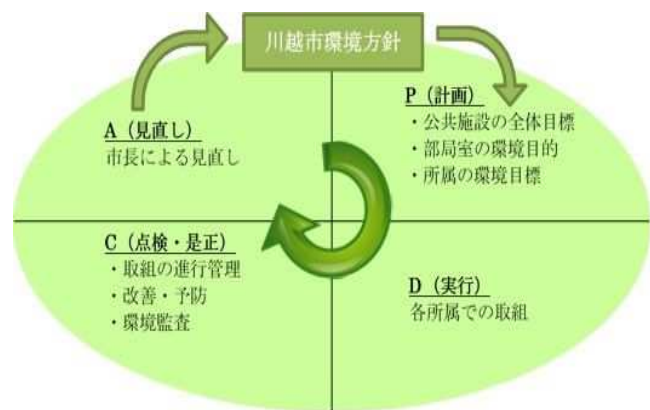 川越市環境方針
A（見直し）
市長による見直し
P（計画）
・公共施設の全体目標
・部局室の環境目的
・所属の環境目標
C（点検・是正）
・取組の進行管理
・改善・予防
・環境監査
D（実行）
各所属での取組